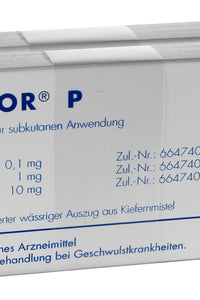 OR® P
r subkutanen Anwendung
0,1 mg Zul.-Nr.: 664740
1 mg Zul.-Nr.: 664740
10 mg Zul.-Nr.: 664740
erter wässriger Auszug aus Kiefernmistel
nes Arzneimittel
ehandlung bei Geschwulstkrankheiten.